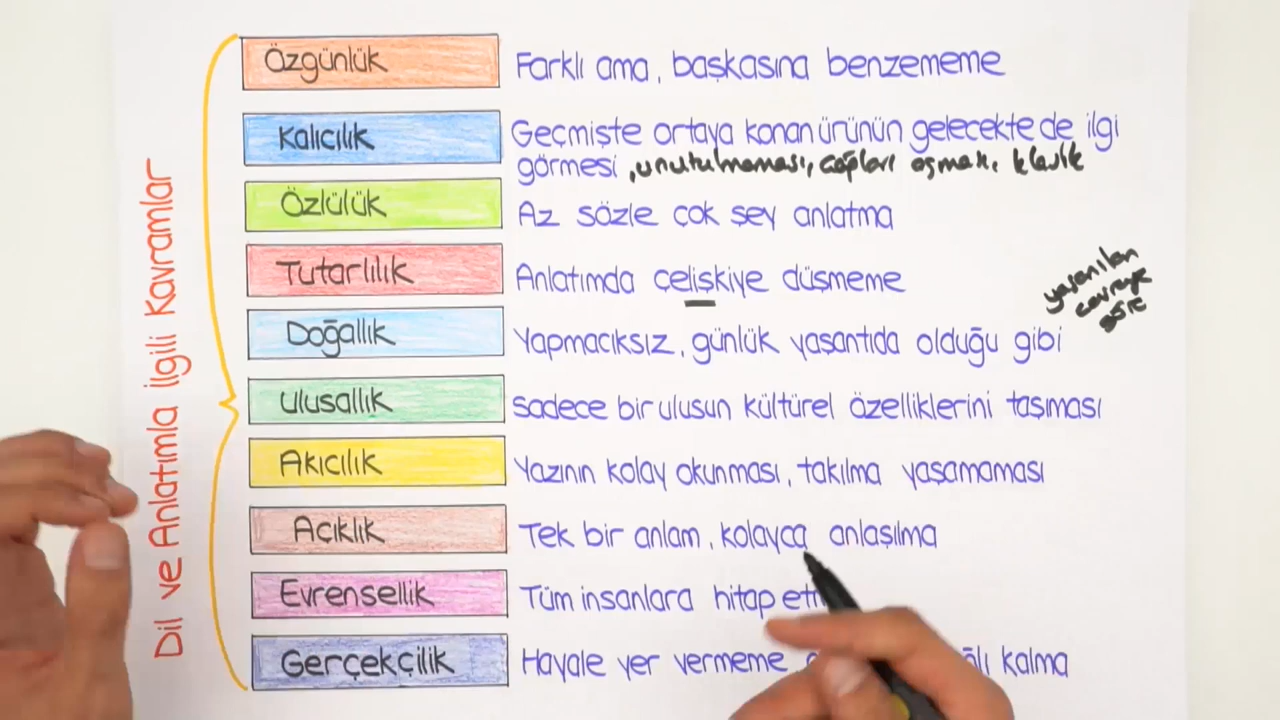 Dil ve Anlatımla İlgili Kavramlar
Özgünlük Farklı ama, başkasına benzememe
Kalıcılık Geçmişte ortaya konan ürünün gelecekte de ilgi
görmesi, unutulmaması, çağları aşmak, klasik
Özlülük Az sözle çok şey anlatma
Tutarlılık Anlatımda çelişkiye düşmeme
yaşanılan
çevreye
göre
Doğallık Yapmacıksız, günlük yaşantıda olduğu gibi
Ulusallık Sadece bir ulusun kültürel özelliklerini taşıması
Akıcılık Yazının kolay okunması, takılma yaşamaması
Açıklık Tek bir anlam, kolayca anlaşılma
Evrensellik Tüm insanlara hitap
Gerçekçilik Hayale yer vermeme kalma